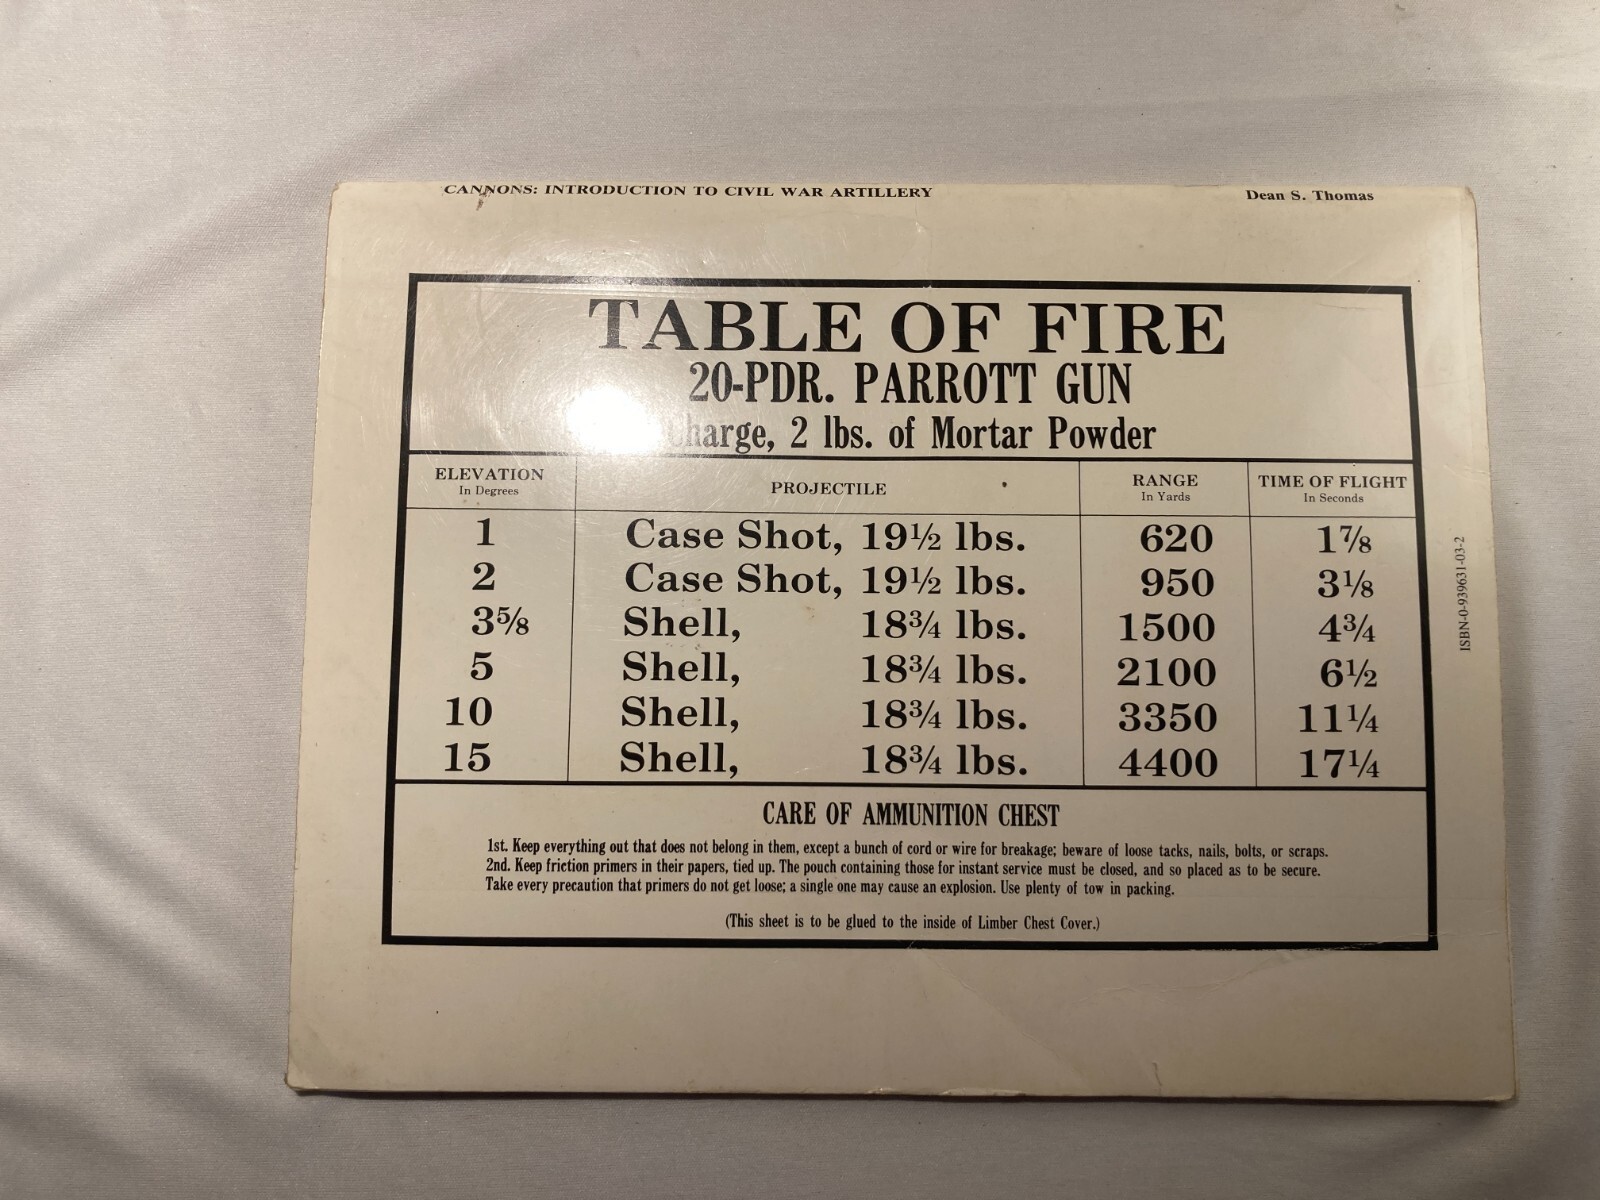 CANNONS: INTRODUCTION TO CIVIL WAR ARTILLERY Dean S. Thomas
TABLE OF FIRE
20-PDR. PARROTT GUN
Charge, 2 lbs. of Mortar Powder
ELEVATION PROJECTILE RANGE TIME OF FLIGHT
In Degrees In Yards In Seconds
1 Case Shot, 19½ lbs. 620 1⅞
2 Case Shot, 19½ lbs. 950 3⅛
3⅝ Shell, 18¾ lbs. 1500 4¾
5 Shell, 18¾ lbs. 2100 6½
10 Shell, 18¾ lbs. 3350 11¼
15 Shell, 18¾ lbs. 4400 17¼
CARE OF AMMUNITION CHEST
1st. Keep everything out that does not belong in them, except a bunch of cord or wire for breakage; beware of loose tacks, nails, bolts, or scraps.
2nd. Keep friction primers in their papers, tied up. The pouch containing those for instant service must be closed, and so placed as to be secure.
Take every precaution that primers do not get loose; a single one may cause an explosion. Use plenty of tow in packing.
(This sheet is to be glued to the inside of Limber Chest Cover.)
ISBN-0-939631-03-2